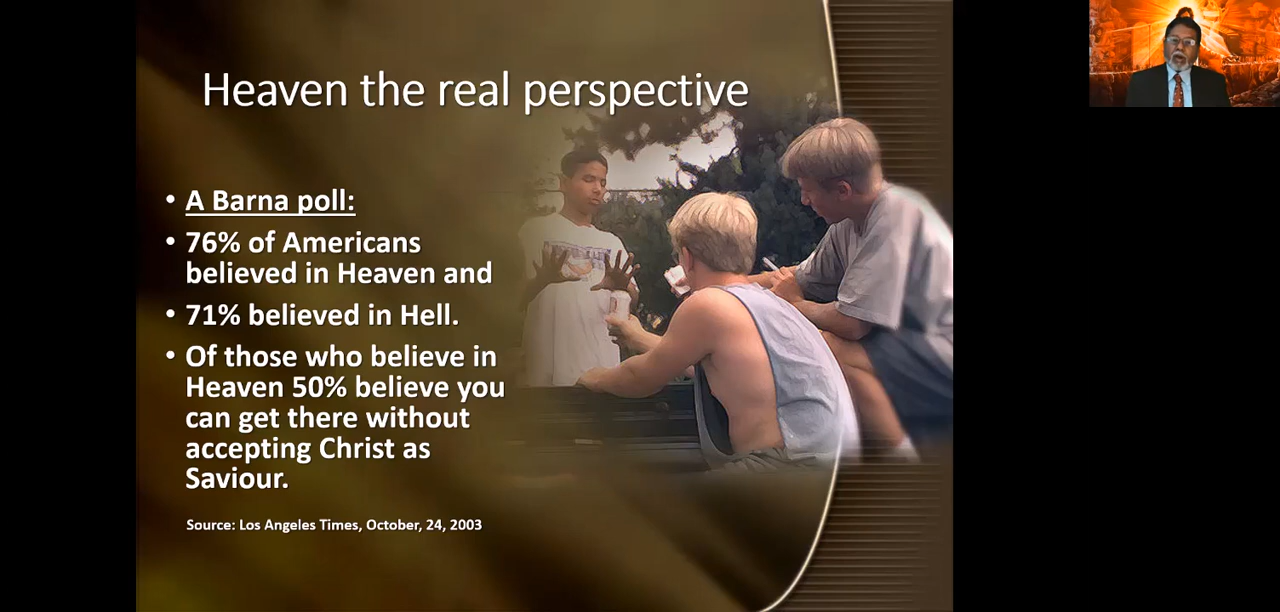 Heaven the real perspective
• A Barna poll:
• 76% of Americans
believed in Heaven and
• 71% believed in Hell.
• Of those who believe in
Heaven 50% believe you
can get there without
accepting Christ as
Saviour.
Source: Los Angeles Times, October, 24, 2003